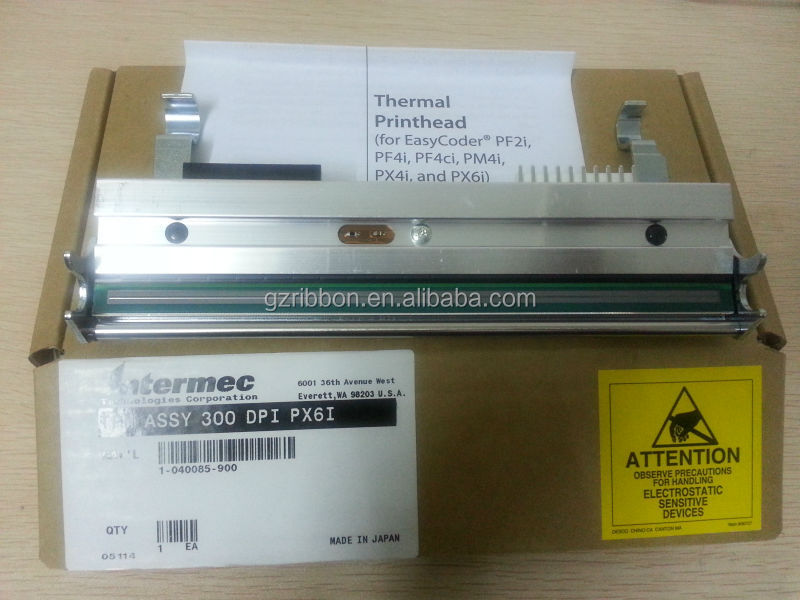 Thermal
Printhead
(for EasyCoder® PF2i,
PF4i, PF4ci, PM4i,
PX4i, and PX6i)
gzribbon.en.alibaba.com
Intermec
Technologies Corporation
6001 36th Avenue West
Everett, WA 98203 U.S.A.
ASSY 300 DPI PX6I
1-040085-900
QTY
1 EA
05114
MADE IN JAPAN
ATTENTION
OBSERVE PRECAUTIONS
FOR HANDLING
ELECTROSTATIC
SENSITIVE
DEVICES